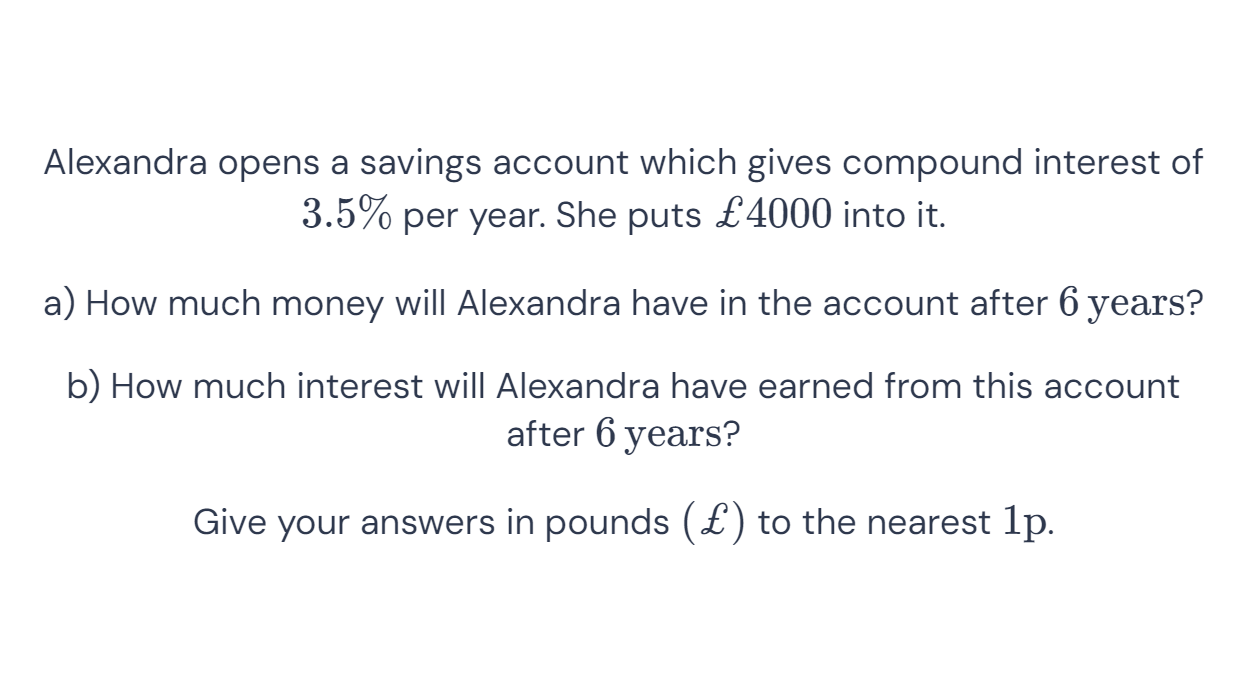 Alexandra opens a savings account which gives compound interest of
3.5% per year. She puts £4000 into it.
a) How much money will Alexandra have in the account after 6 years?
b) How much interest will Alexandra have earned from this account
after 6 years?
Give your answers in pounds (£) to the nearest 1p.